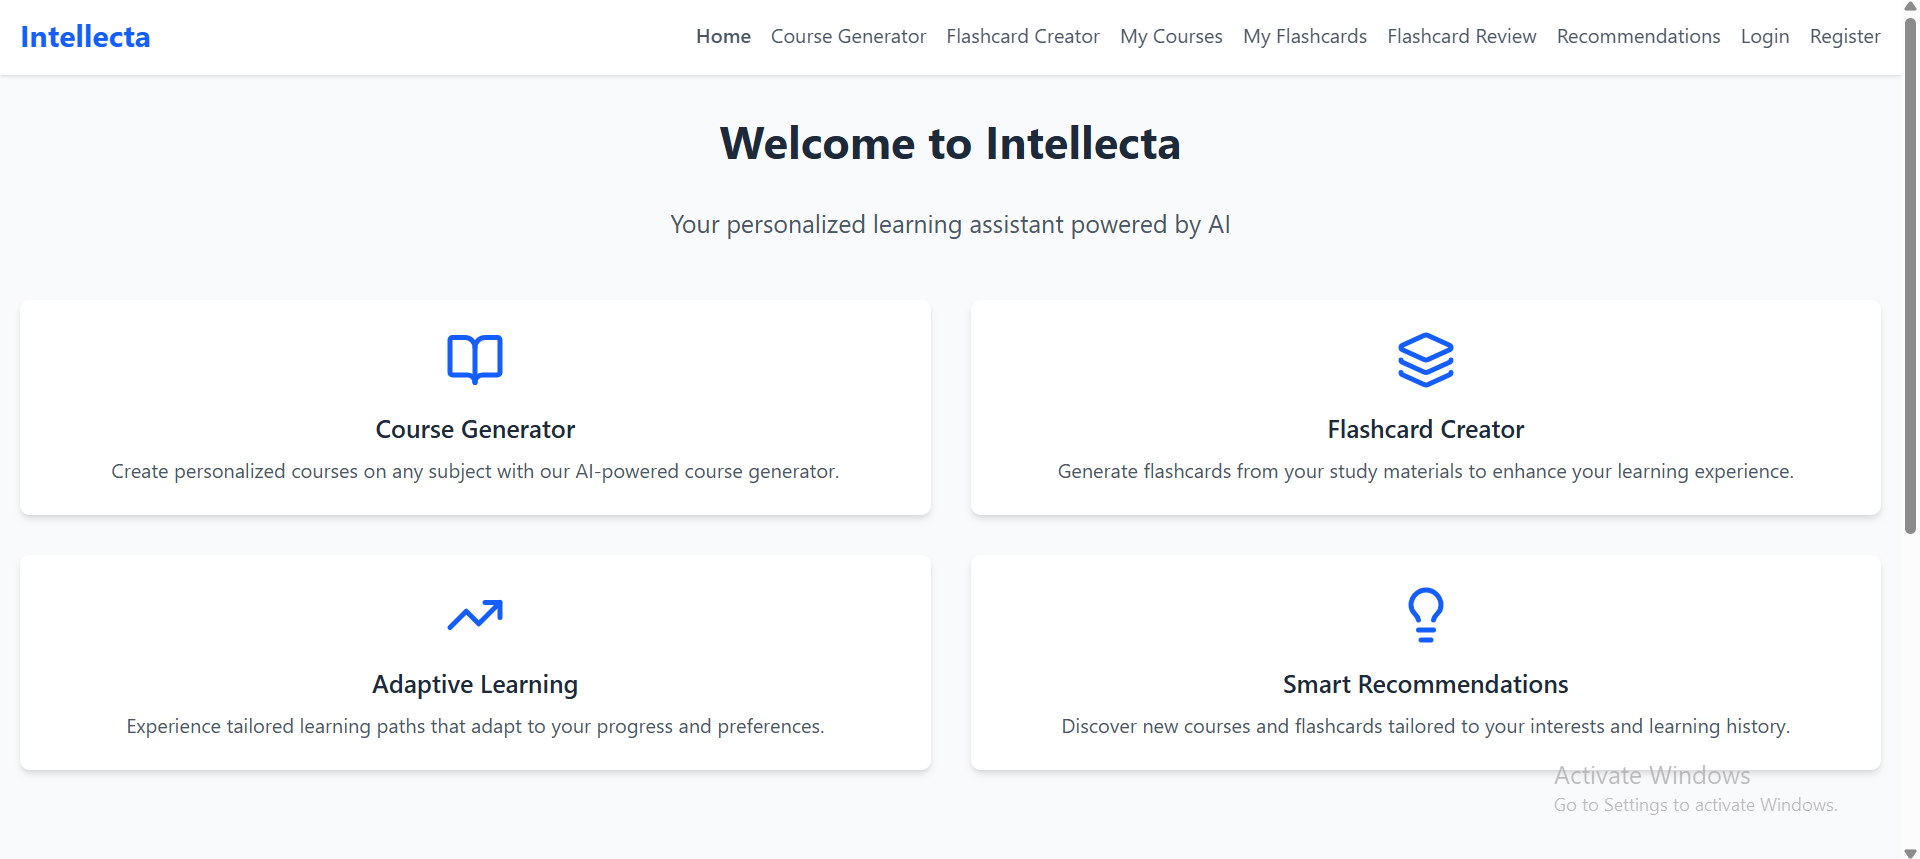 Intellecta
Home Course Generator Flashcard Creator My Courses My Flashcards Flashcard Review Recommendations Login Register
Welcome to Intellecta
Your personalized learning assistant powered by AI
Course Generator
Create personalized courses on any subject with our AI-powered course generator.
Flashcard Creator
Generate flashcards from your study materials to enhance your learning experience.
Adaptive Learning
Experience tailored learning paths that adapt to your progress and preferences.
Smart Recommendations
Discover new courses and flashcards tailored to your interests and learning history.
Activate Windows
Go to Settings to activate Windows.